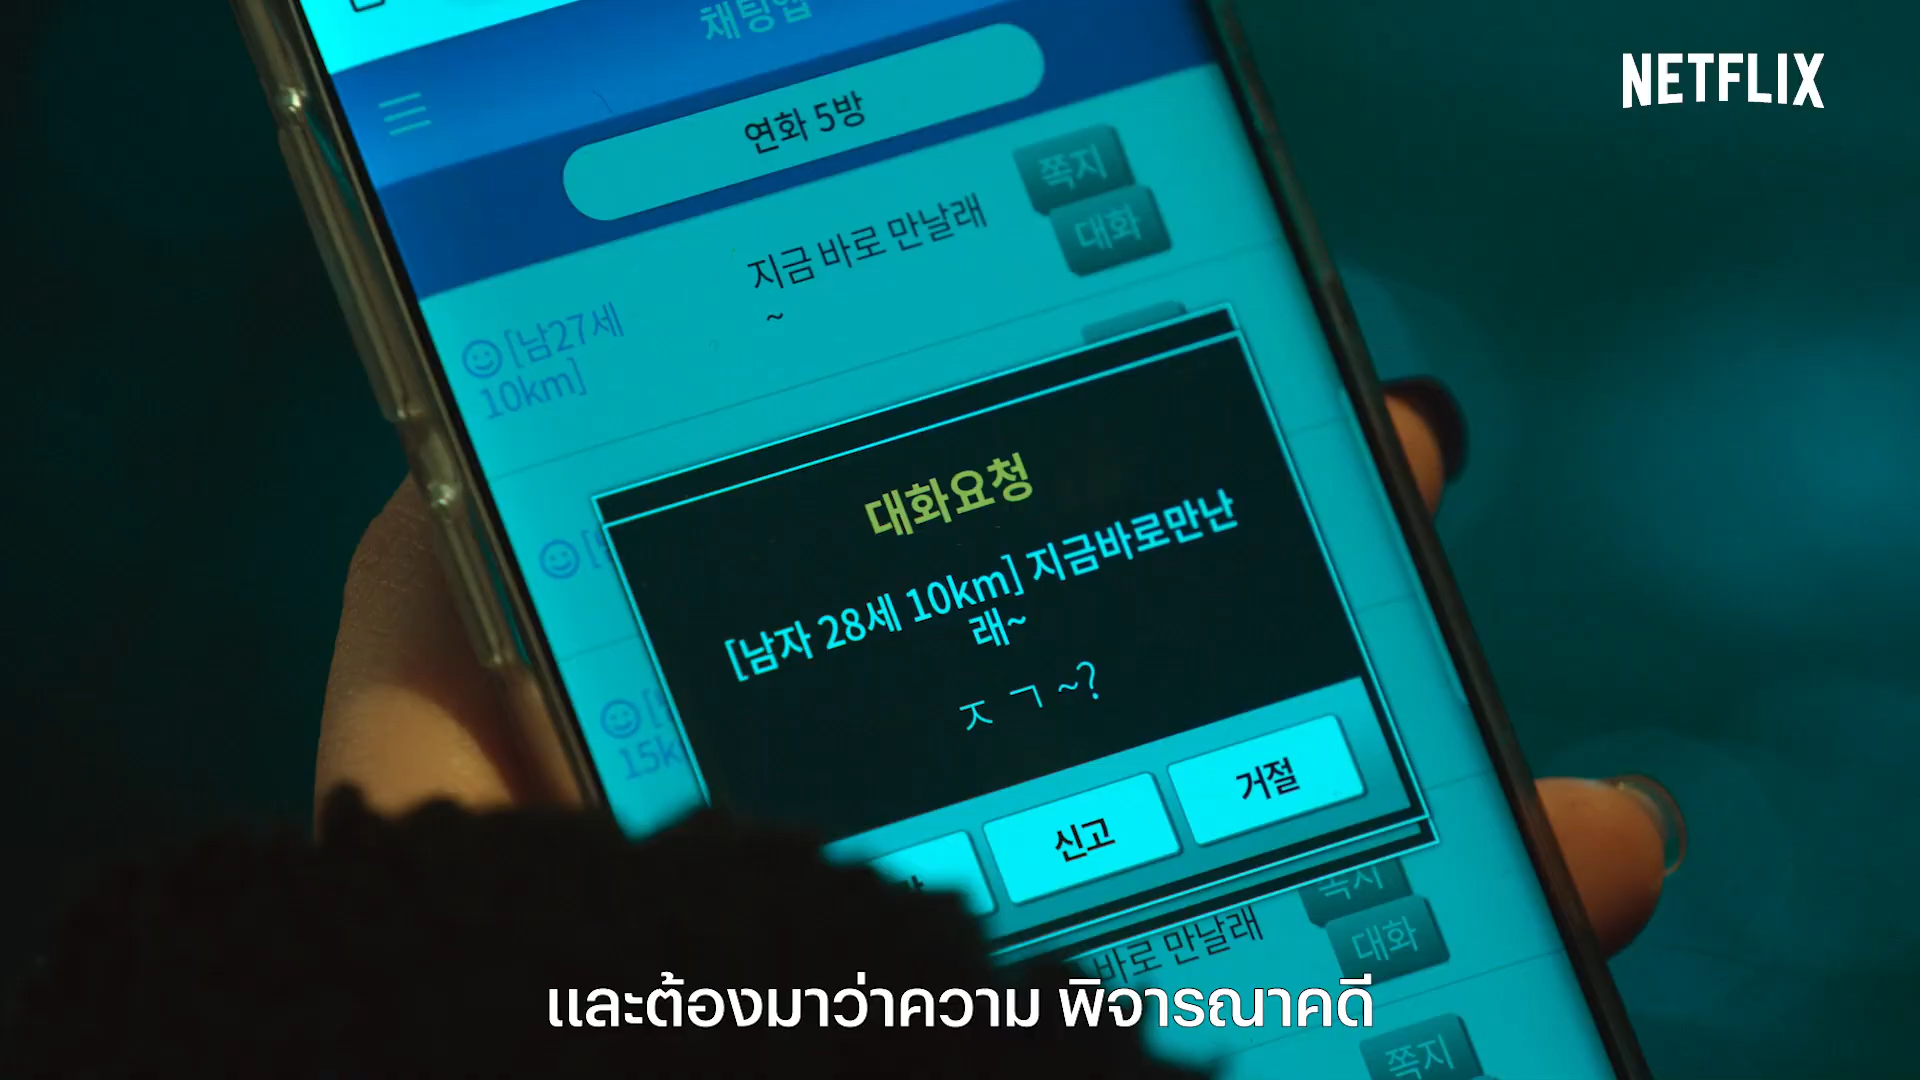 채팅앱
NETFLIX
연화 5방
쪽지
지금 바로 만날래
~
대화
[남27세
10km]
대화요청
[남자 28세 10km] 지금바로만난
래~
ㅈ ㄱ ~?
15k
신고
거절
쪽지
바로 만날래
대화
และต้องมาว่าความ พิจารณาคดี
쪽지